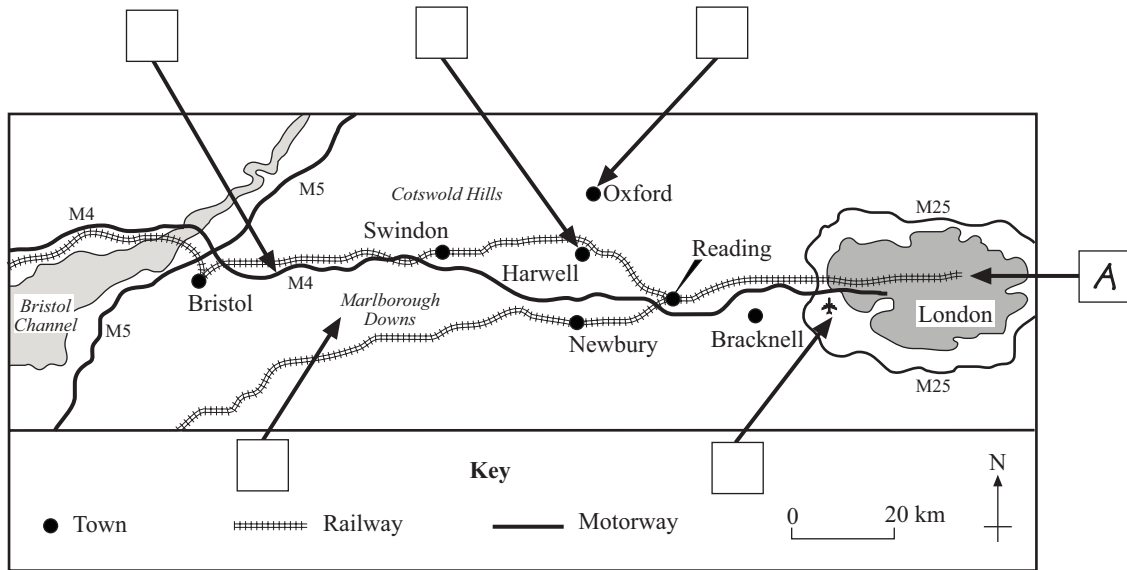 M5
M25
Cotswold Hills
Oxford
M4
Swindon
Reading
A
Harwell
M4
Bristol
Bristol
Channel
Marlborough
Downs
London
M5
Newbury
Bracknell
M25
Key
N
Town
Railway
Motorway
0
20 km